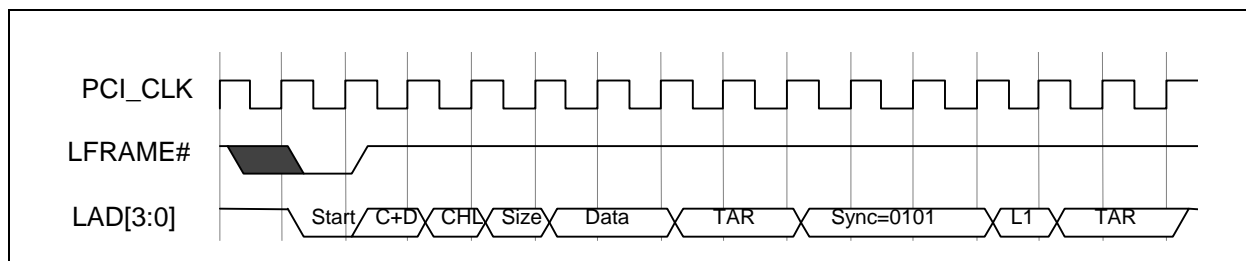 PCI_CLK
LFRAME#
LAD[3:0] Start C+D CHL Size Data TAR Sync=0101 L1 TAR